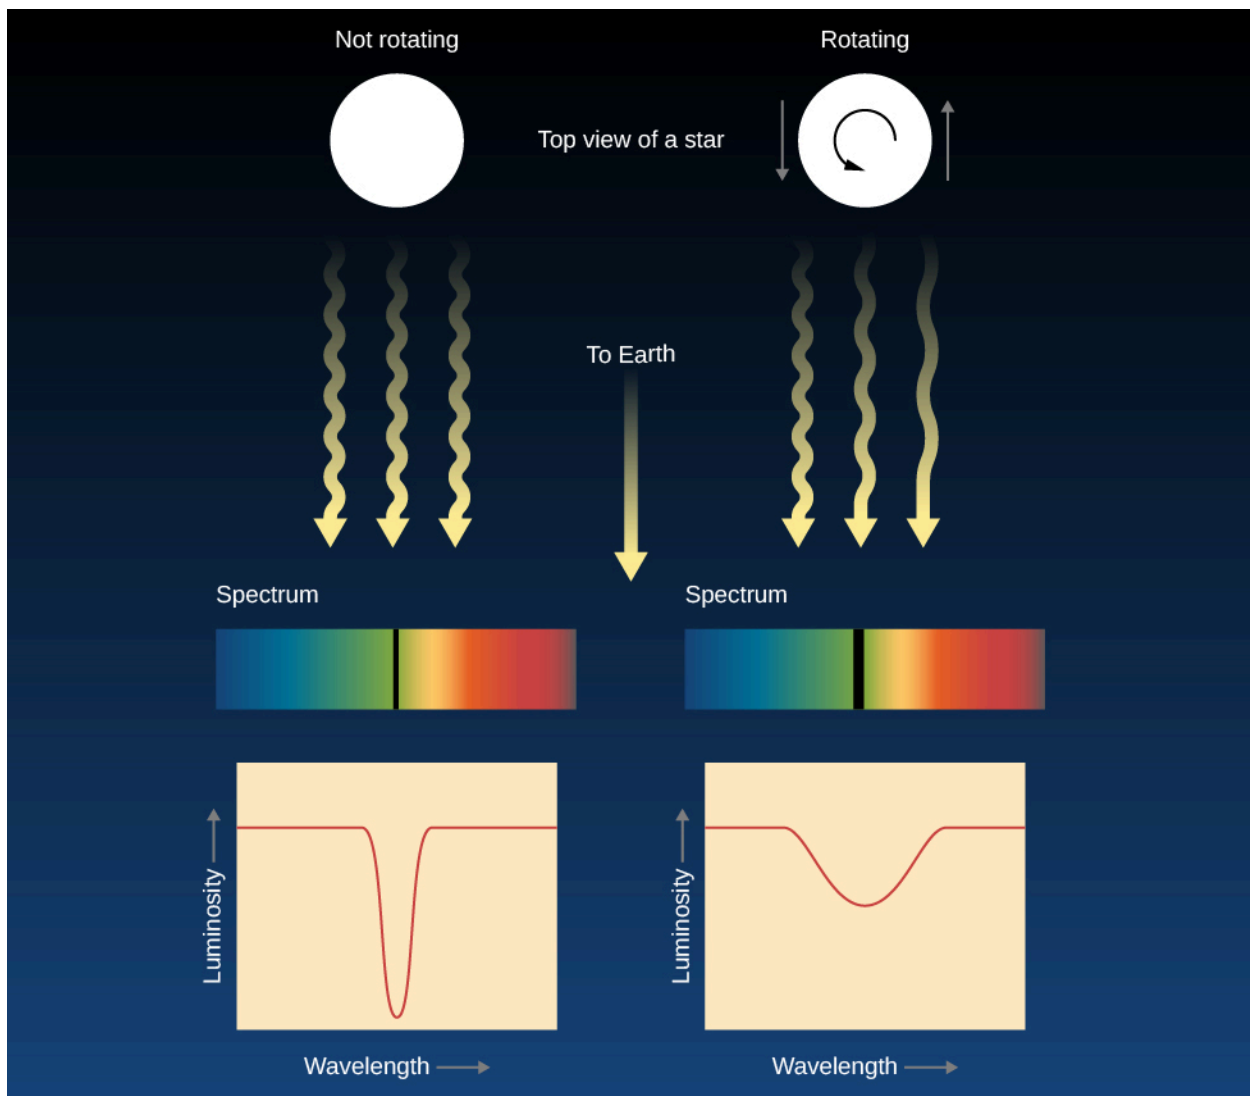 Not rotating
Rotating
Top view of a star
To Earth
Spectrum
Spectrum
Luminosity
Luminosity
Wavelength
Wavelength